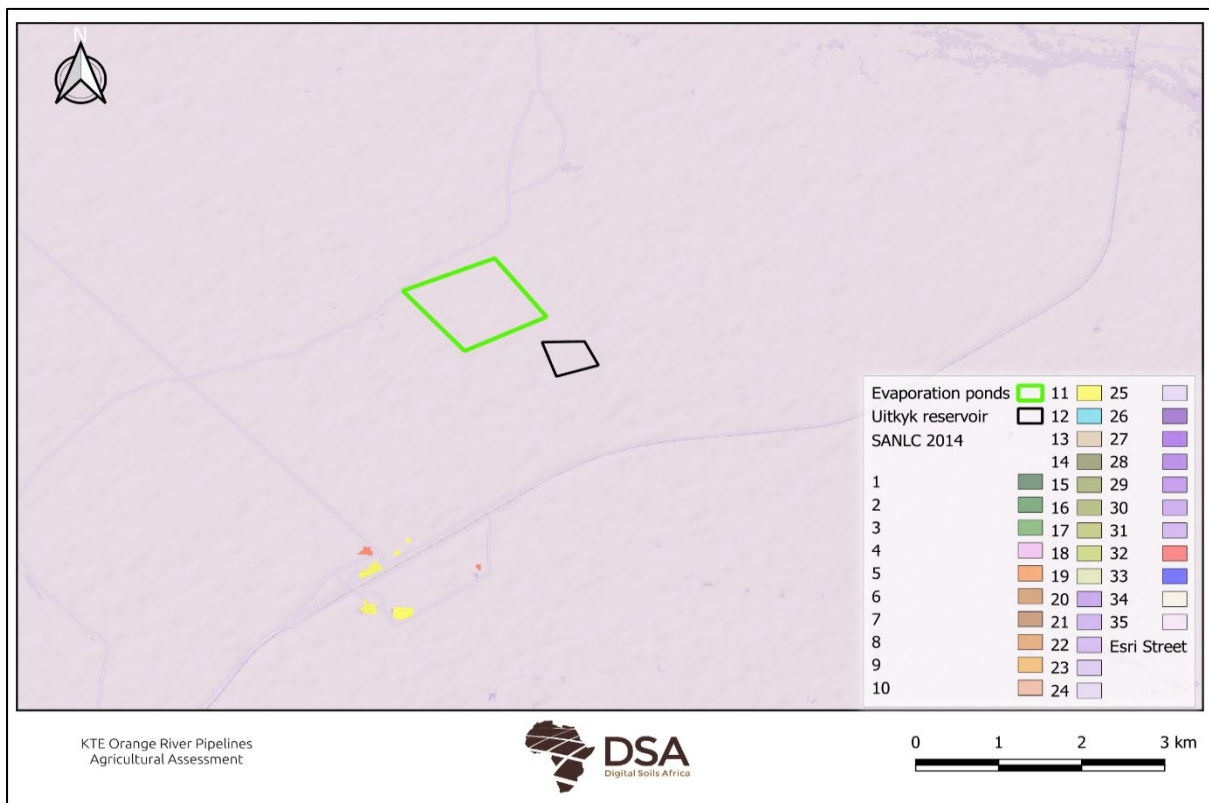 N
Evaporation ponds 11 25
Uitkyk reservoir 12 26
SANLC 2014 13 27
14 28
1 15 29
2 16 30
3 17 31
4 18 32
5 19 33
6 20 34
7 21 35
8 22 Esri Street
9 23
10 24
KTE Orange River Pipelines
Agricultural Assessment
DSA
Digital Soils Africa
0 1 2 3 km